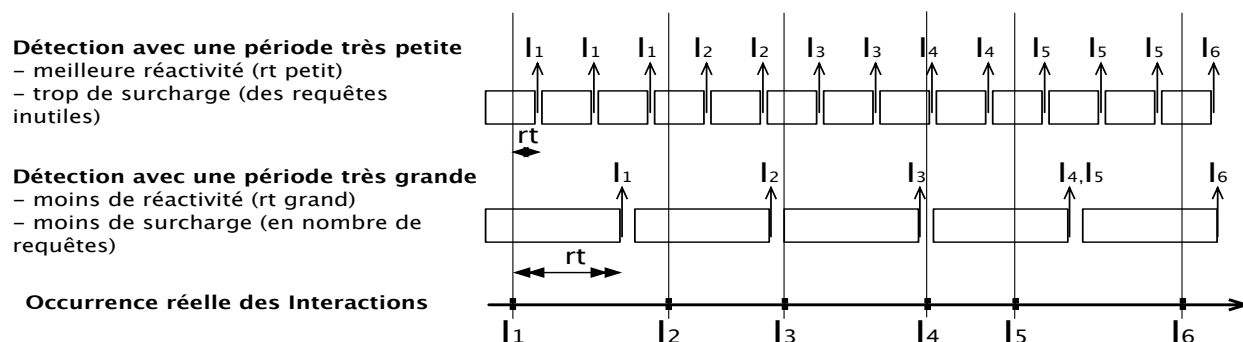 Détection avec une période très petite
– meilleure réactivité (rt petit)
– trop de surcharge (des requêtes
inutiles)
I1 I1 I1 I2 I2 I3 I3 I4 I4 I5 I5 I5 I6
rt
Détection avec une période très grande
– moins de réactivité (rt grand)
– moins de surcharge (en nombre de
requêtes)
I1 I2 I3 I4,I5 I6
rt
Occurrence réelle des Interactions
I1 I2 I3 I4 I5 I6